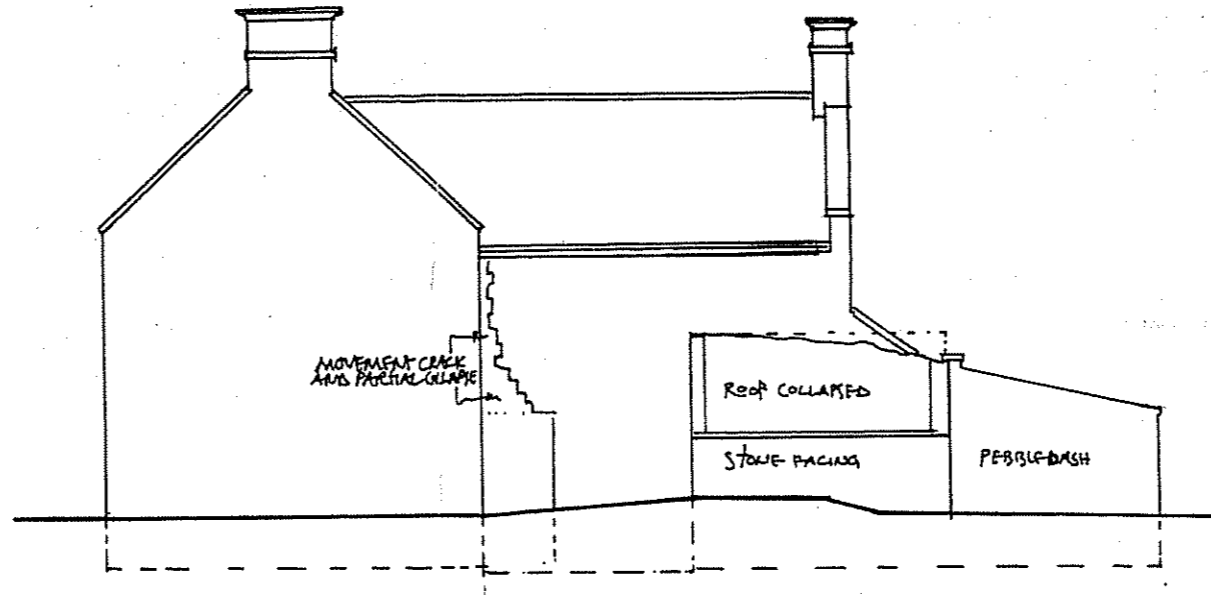 MOVEMENT CRACK
AND PARTIAL COLLAPSE
ROOF COLLAPSED
STONE FACING
PEBBLEDASH